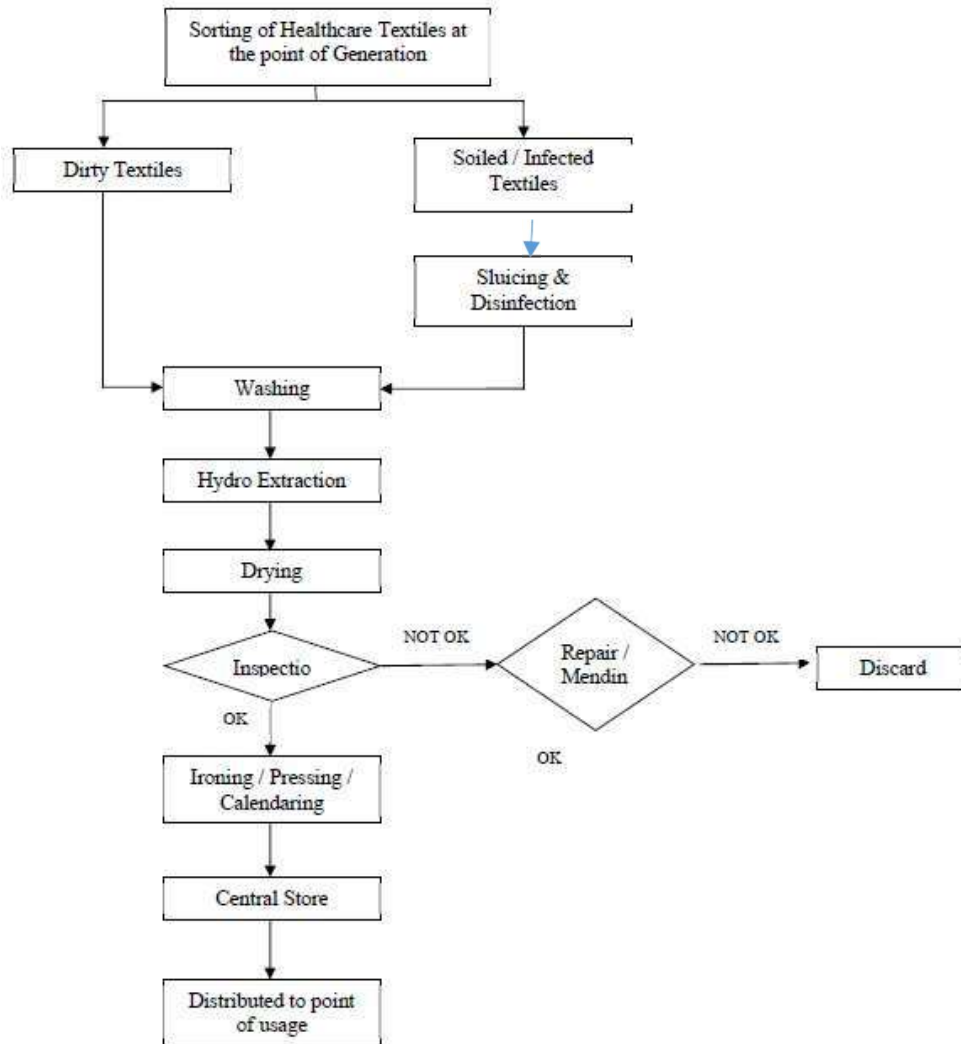 Sorting of Healthcare Textiles at
the point of Generation
Dirty Textiles
Soiled / Infected
Textiles
Sluicing &
Disinfection
Washing
Hydro Extraction
Drying
Inspectio
NOT OK
Repair /
Mendin
NOT OK
Discard
OK
OK
Ironing / Pressing /
Calendaring
Central Store
Distributed to point
of usage